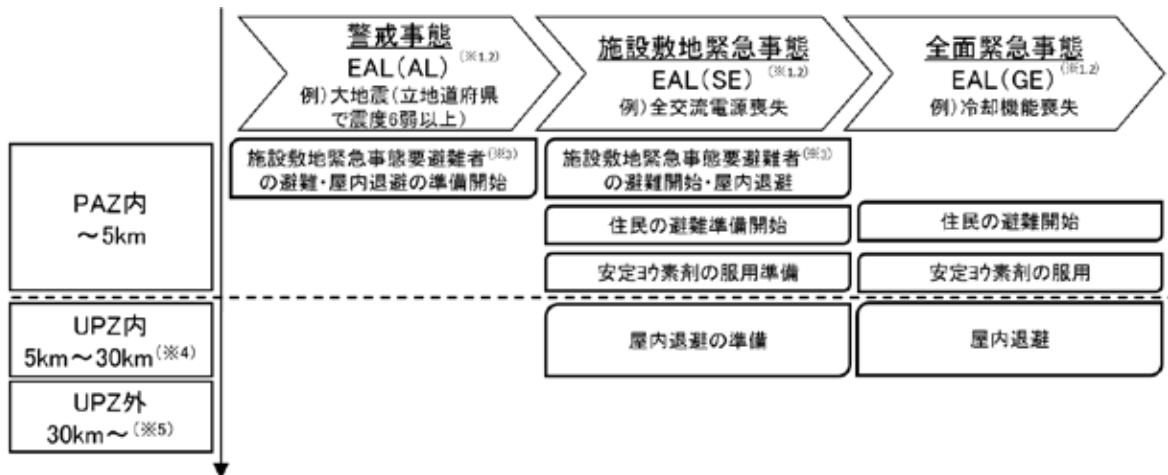 警戒事態
EAL(AL) (※1,2)
例)大地震(立地道府県
で震度6弱以上)
施設敷地緊急事態
EAL(SE) (※1,2)
例)全交流電源喪失
全面緊急事態
EAL(GE) (※1,2)
例)冷却機能喪失
PAZ内
～5km
施設敷地緊急事態要避難者(※3)
の避難・屋内退避の準備開始
施設敷地緊急事態要避難者(※3)
の避難開始・屋内退避
住民の避難準備開始
住民の避難開始
安定ヨウ素剤の服用準備
安定ヨウ素剤の服用
UPZ内
5km～30km(※4)
屋内退避の準備
屋内退避
UPZ外
30km～(※5)